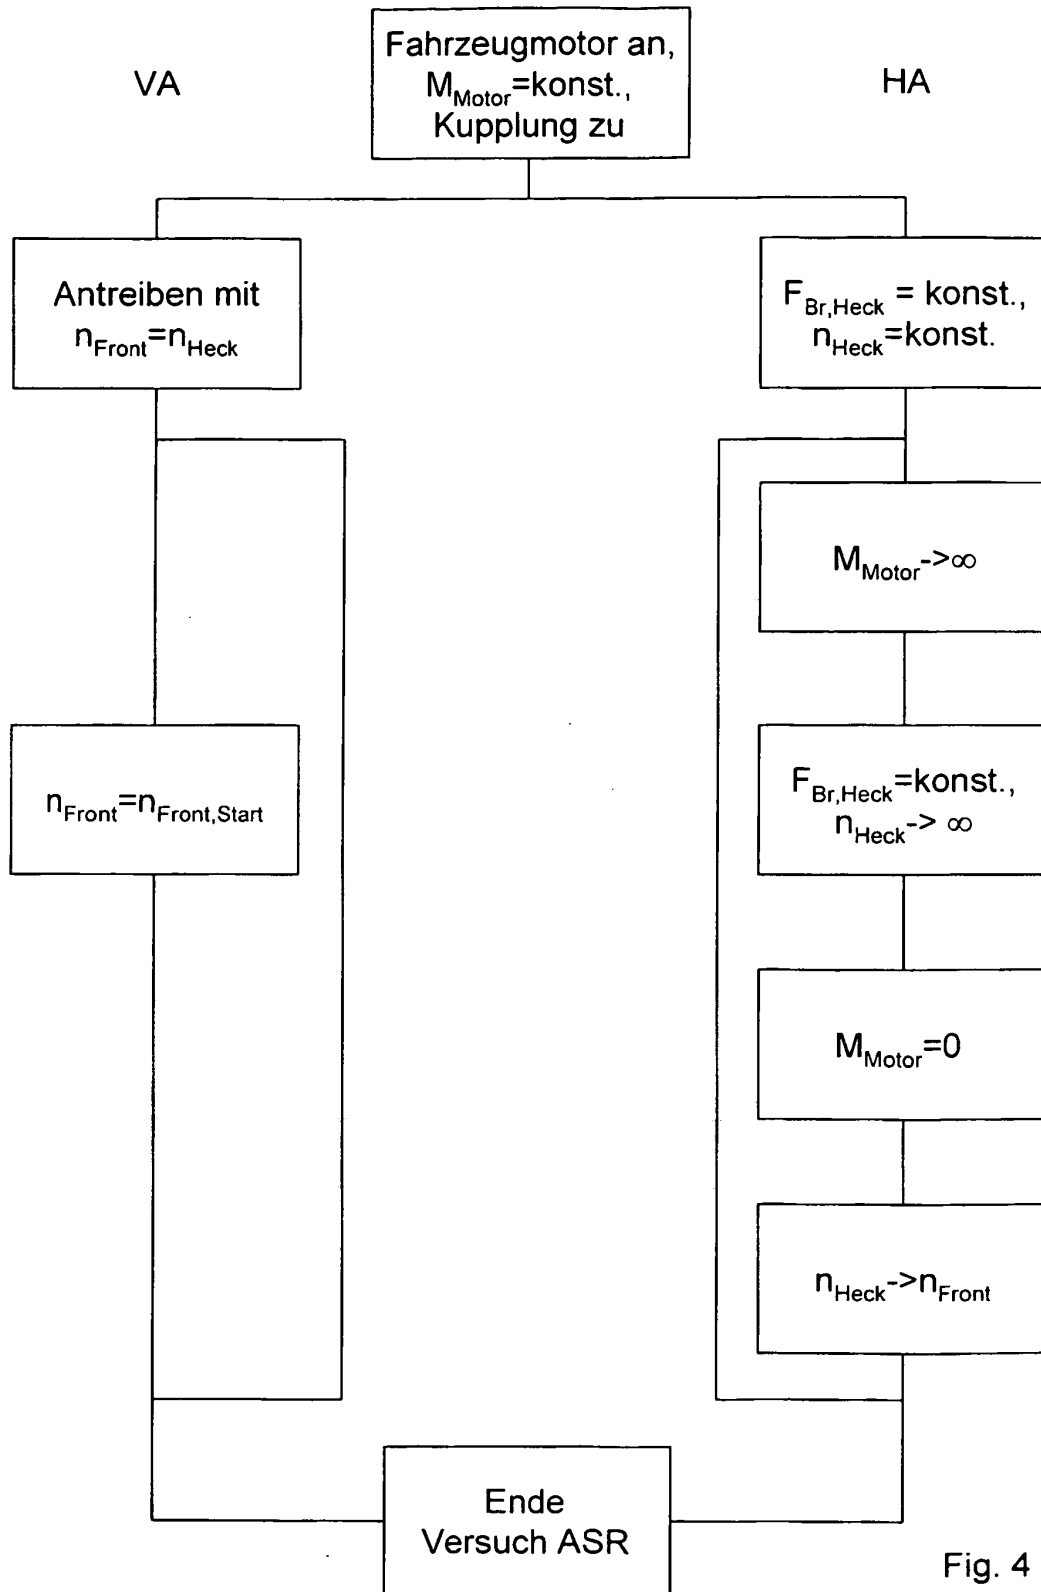 Fahrzeugmotor an,
VA
M_Motor=konst.,
HA
Kupplung zu
Antreiben mit
n_Front=n_Heck
F_Br,Heck = konst.,
n_Heck=konst.
M_Motor->∞
n_Front=n_Front,Start
F_Br,Heck=konst.,
n_Heck-> ∞
M_Motor=0
n_Heck->n_Front
Ende
Versuch ASR
Fig. 4